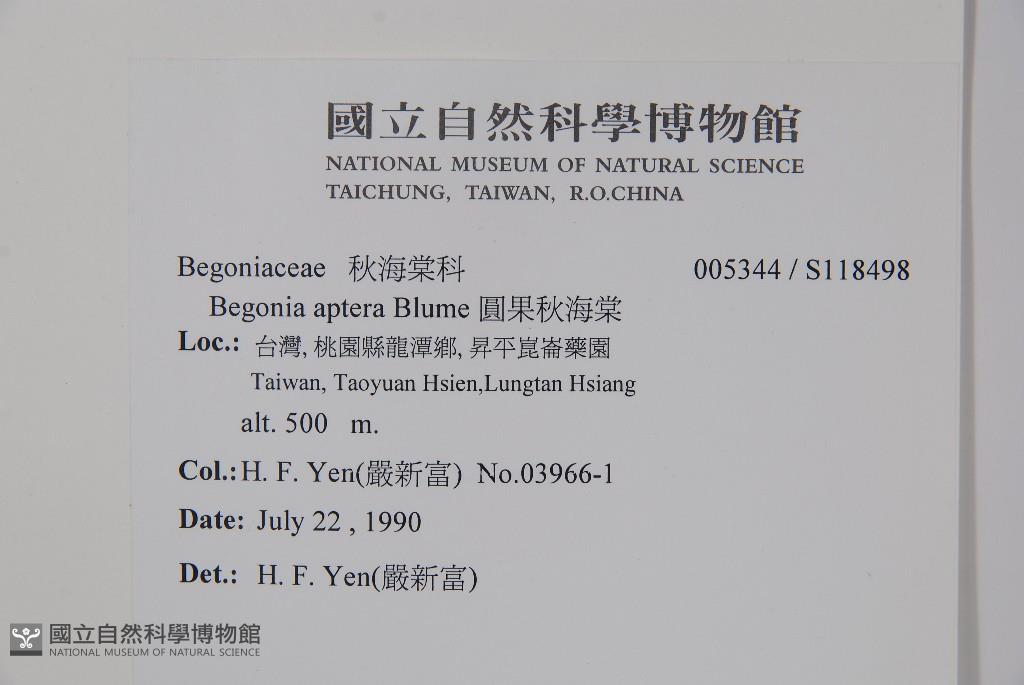 國立自然科學博物館
NATIONAL MUSEUM OF NATURAL SCIENCE
TAICHUNG, TAIWAN, R.O.CHINA
Begoniaceae 秋海棠科 005344 / S118498
Begonia aptera Blume 圓果秋海棠
Loc.: 台灣, 桃園縣龍潭鄉, 昇平崑崙藥園
Taiwan, Taoyuan Hsien,Lungtan Hsiang
alt. 500 m.
Col.: H. F. Yen(嚴新富) No.03966-1
Date: July 22 , 1990
Det.: H. F. Yen(嚴新富)
國立自然科學博物館
NATIONAL MUSEUM OF NATURAL SCIENCE